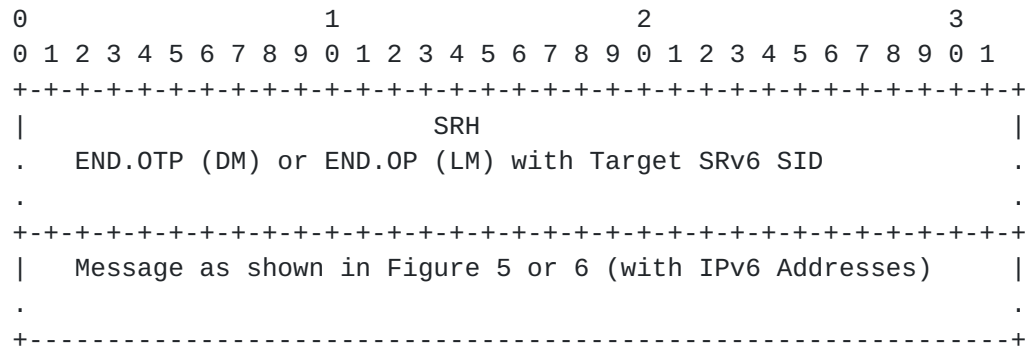 0                   1                   2                   3
0 1 2 3 4 5 6 7 8 9 0 1 2 3 4 5 6 7 8 9 0 1 2 3 4 5 6 7 8 9 0 1
+-+-+-+-+-+-+-+-+-+-+-+-+-+-+-+-+-+-+-+-+-+-+-+-+-+-+-+-+-+-+-+-+
|                          SRH                                  |
.   END.OTP (DM) or END.OP (LM) with Target SRv6 SID            .
.                                                               .
+-+-+-+-+-+-+-+-+-+-+-+-+-+-+-+-+-+-+-+-+-+-+-+-+-+-+-+-+-+-+-+-+
|   Message as shown in Figure 5 or 6 (with IPv6 Addresses)     |
.                                                               .
+---------------------------------------------------------------+